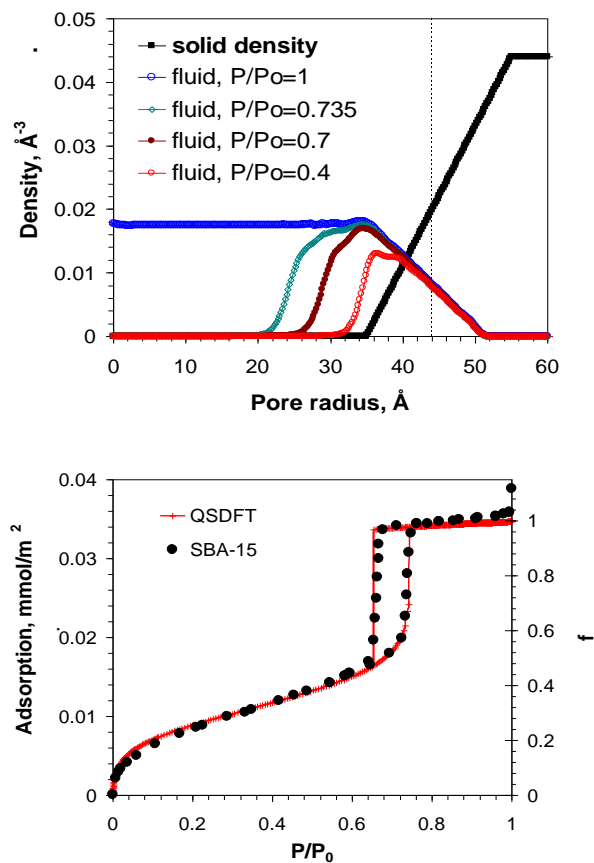 0.05
0.04
0.03
0.02
0.01
0
Density, Å⁻³
solid density
fluid, P/Po=1
fluid, P/Po=0.735
fluid, P/Po=0.7
fluid, P/Po=0.4
0 10 20 30 40 50 60
Pore radius, Å
0.04
0.03
0.02
0.01
0
Adsorption, mmol/m²
QSDFT
SBA-15
1
0.8
0.6
0.4
0.2
0
f
0 0.2 0.4 0.6 0.8 1
P/P₀